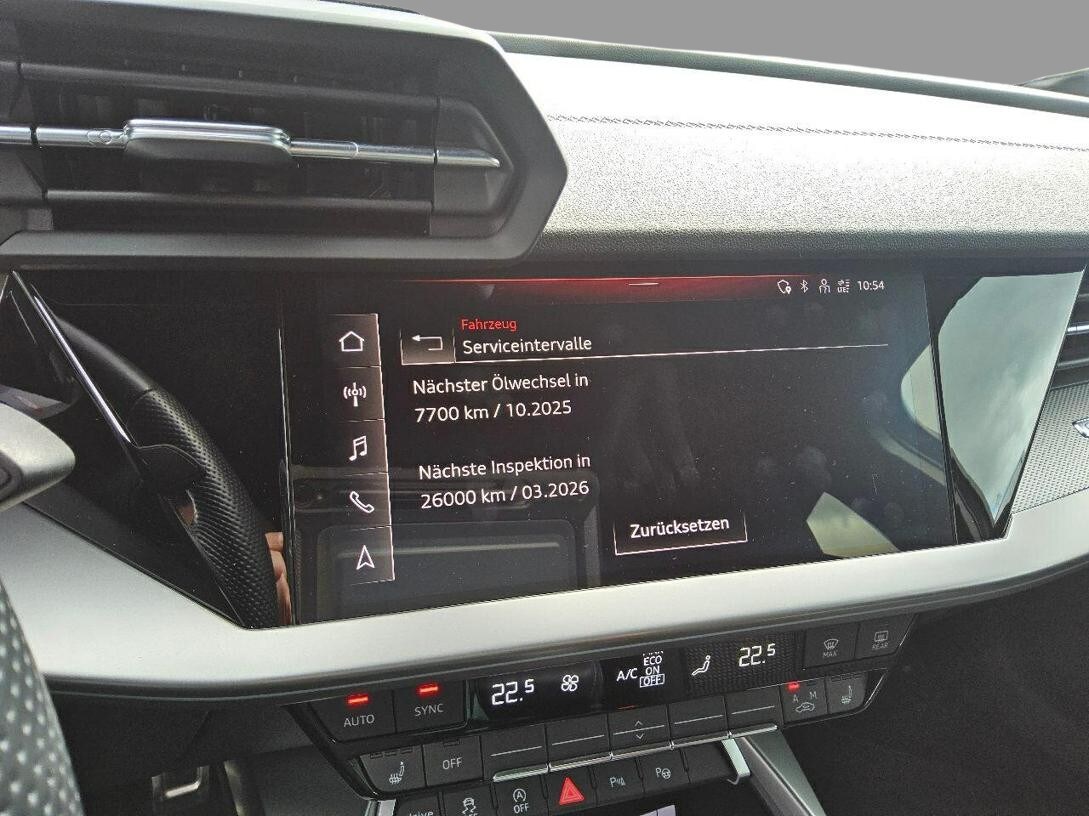 10:54
Fahrzeug
Serviceintervalle
Nächster Ölwechsel in
7700 km / 10.2025
Nächste Inspektion in
26000 km / 03.2026
Zurücksetzen
MAX
REAR
22.5
A/C
ECO
ON
OFF
22.5
AUTO
SYNC
A M
OFF
OFF